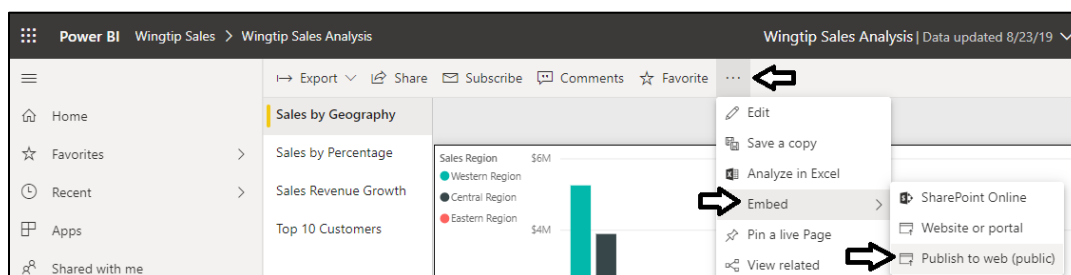 Power BI Wingtip Sales > Wingtip Sales Analysis Wingtip Sales Analysis | Data updated 8/23/19
Export Share Subscribe Comments Favorite ...
Home
Favorites
Recent
Apps
Shared with me
Sales by Geography
Sales by Percentage
Sales Revenue Growth
Top 10 Customers
Sales Region
Western Region
Central Region
Eastern Region
$6M
$4M
Edit
Save a copy
Analyze in Excel
Embed
Pin a live Page
View related
SharePoint Online
Website or portal
Publish to web (public)